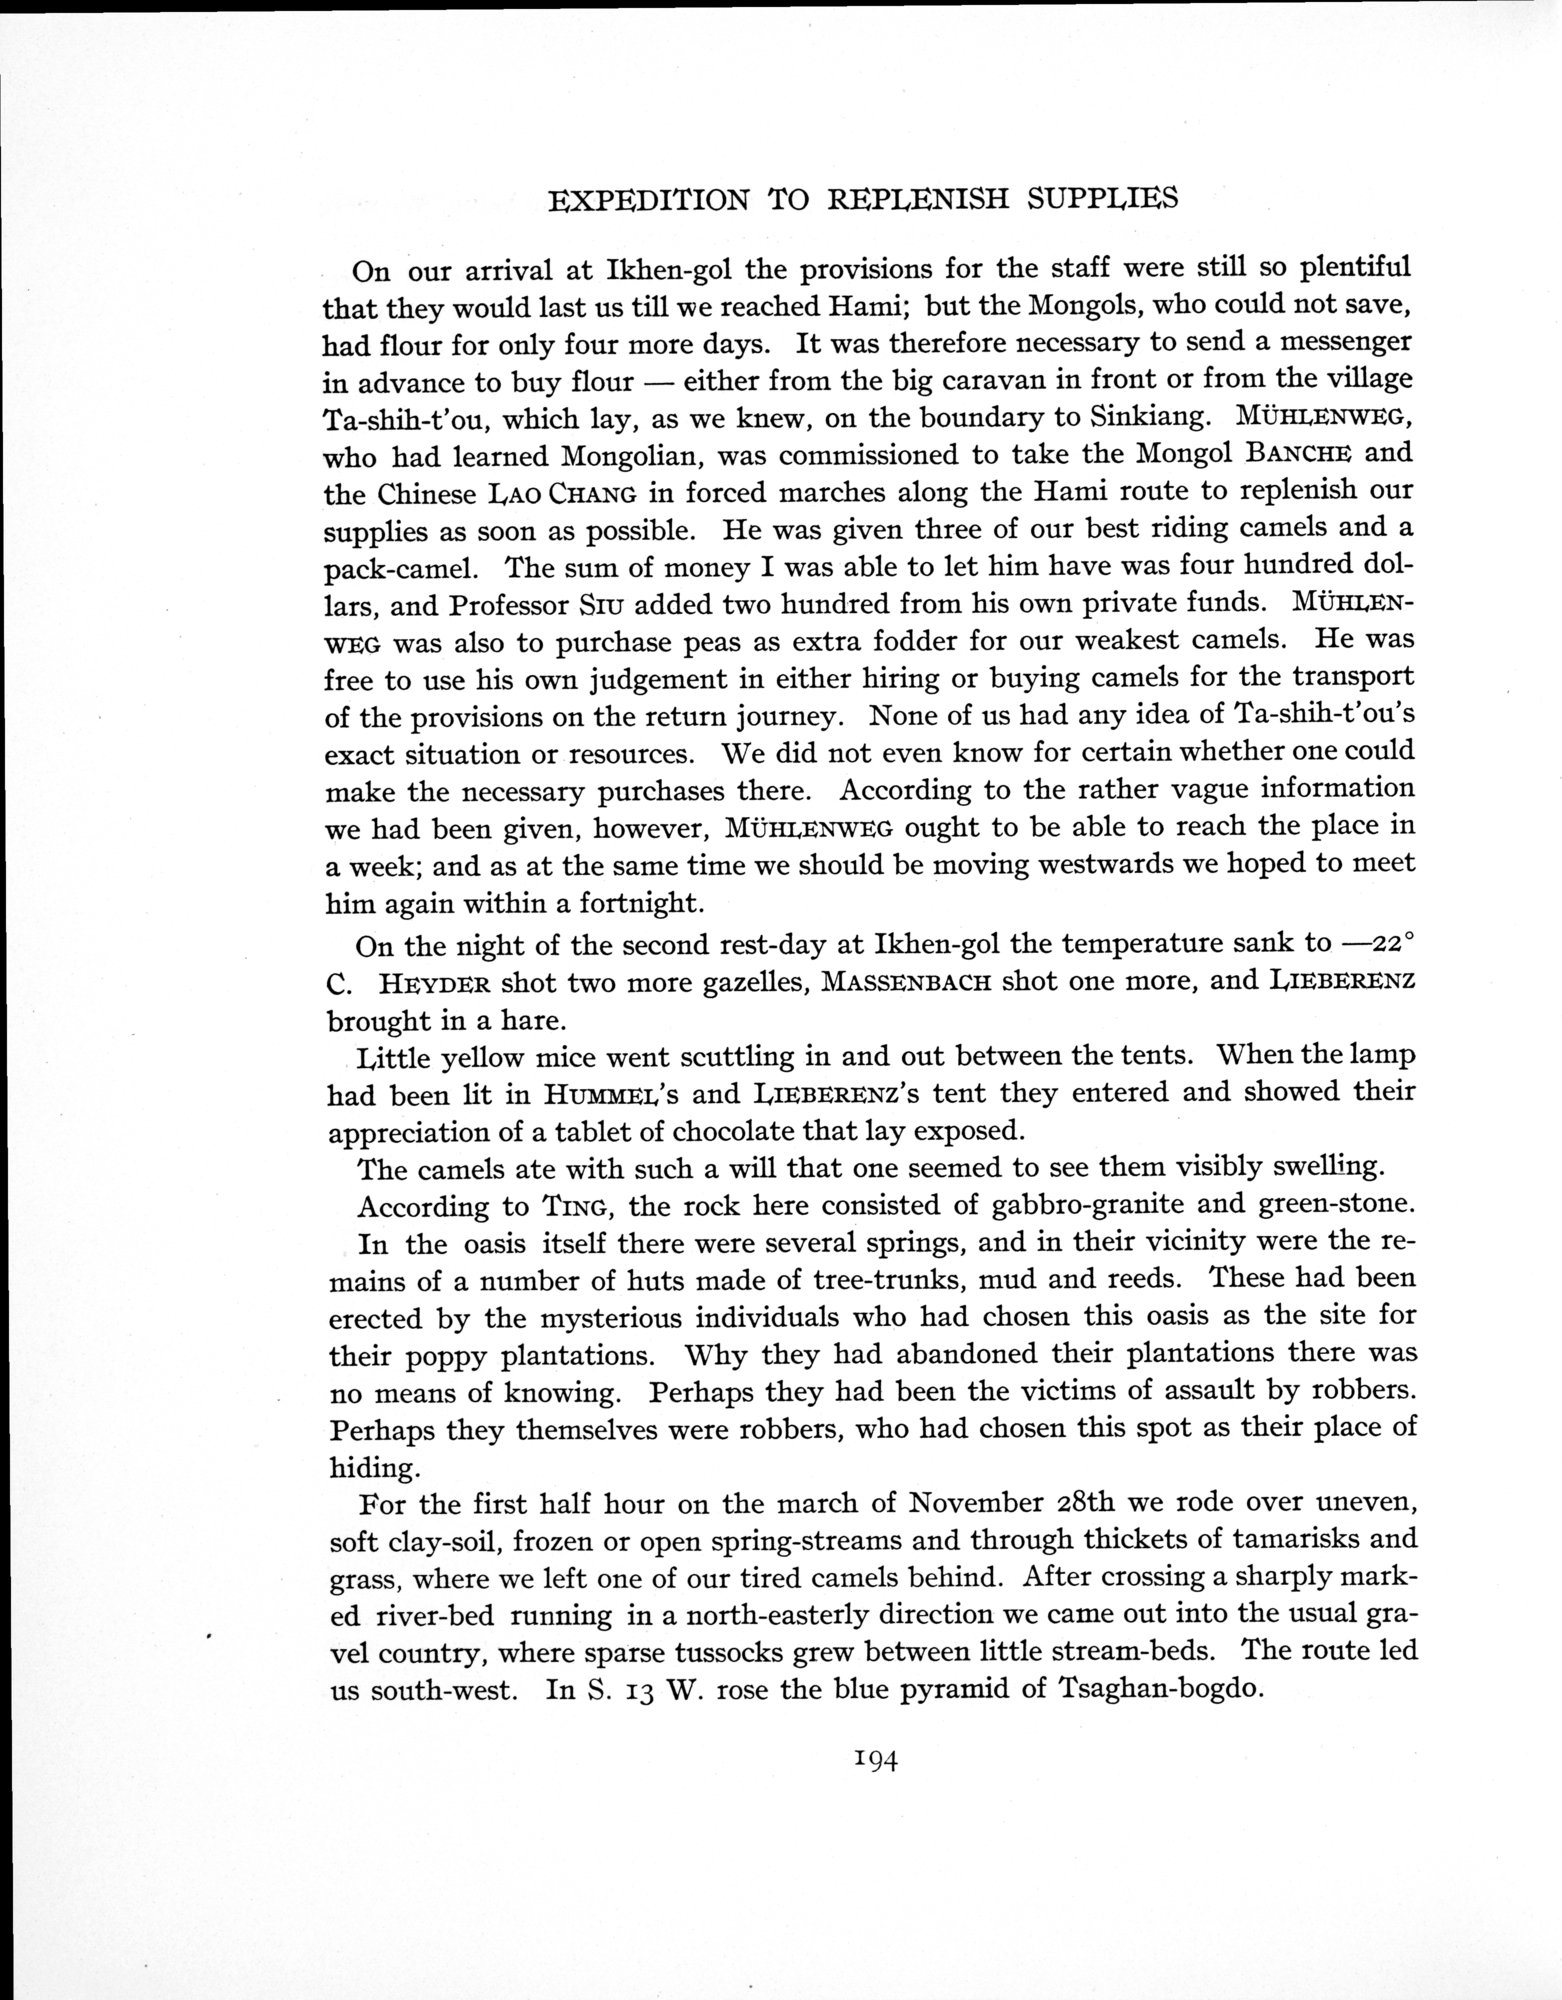 EXPEDITION TO REPLENISH SUPPLIES
On our arrival at Ikhen-gol the provisions for the staff were still so plentiful
that they would last us till we reached Hami; but the Mongols, who could not save,
had flour for only four more days. It was therefore necessary to send a messenger
in advance to buy flour — either from the big caravan in front or from the village
Ta-shih-t'ou, which lay, as we knew, on the boundary to Sinkiang. MÜHLENWEG,
who had learned Mongolian, was commissioned to take the Mongol BANCHE and
the Chinese LAO CHANG in forced marches along the Hami route to replenish our
supplies as soon as possible. He was given three of our best riding camels and a
pack-camel. The sum of money I was able to let him have was four hundred dol-
lars, and Professor SIU added two hundred from his own private funds. MÜHLEN-
WEG was also to purchase peas as extra fodder for our weakest camels. He was
free to use his own judgement in either hiring or buying camels for the transport
of the provisions on the return journey. None of us had any idea of Ta-shih-t'ou's
exact situation or resources. We did not even know for certain whether one could
make the necessary purchases there. According to the rather vague information
we had been given, however, MÜHLENWEG ought to be able to reach the place in
a week; and as at the same time we should be moving westwards we hoped to meet
him again within a fortnight.
On the night of the second rest-day at Ikhen-gol the temperature sank to —22°
C. HEYDER shot two more gazelles, MASSENBACH shot one more, and LIEBERENZ
brought in a hare.
Little yellow mice went scuttling in and out between the tents. When the lamp
had been lit in HUMMEL's and LIEBERENZ's tent they entered and showed their
appreciation of a tablet of chocolate that lay exposed.
The camels ate with such a will that one seemed to see them visibly swelling.
According to TING, the rock here consisted of gabbro-granite and green-stone.
In the oasis itself there were several springs, and in their vicinity were the re-
mains of a number of huts made of tree-trunks, mud and reeds. These had been
erected by the mysterious individuals who had chosen this oasis as the site for
their poppy plantations. Why they had abandoned their plantations there was
no means of knowing. Perhaps they had been the victims of assault by robbers.
Perhaps they themselves were robbers, who had chosen this spot as their place of
hiding.
For the first half hour on the march of November 28th we rode over uneven,
soft clay-soil, frozen or open spring-streams and through thickets of tamarisks and
grass, where we left one of our tired camels behind. After crossing a sharply mark-
ed river-bed running in a north-easterly direction we came out into the usual gra-
vel country, where sparse tussocks grew between little stream-beds. The route led
us south-west. In S. 13 W. rose the blue pyramid of Tsaghan-bogdo.
194